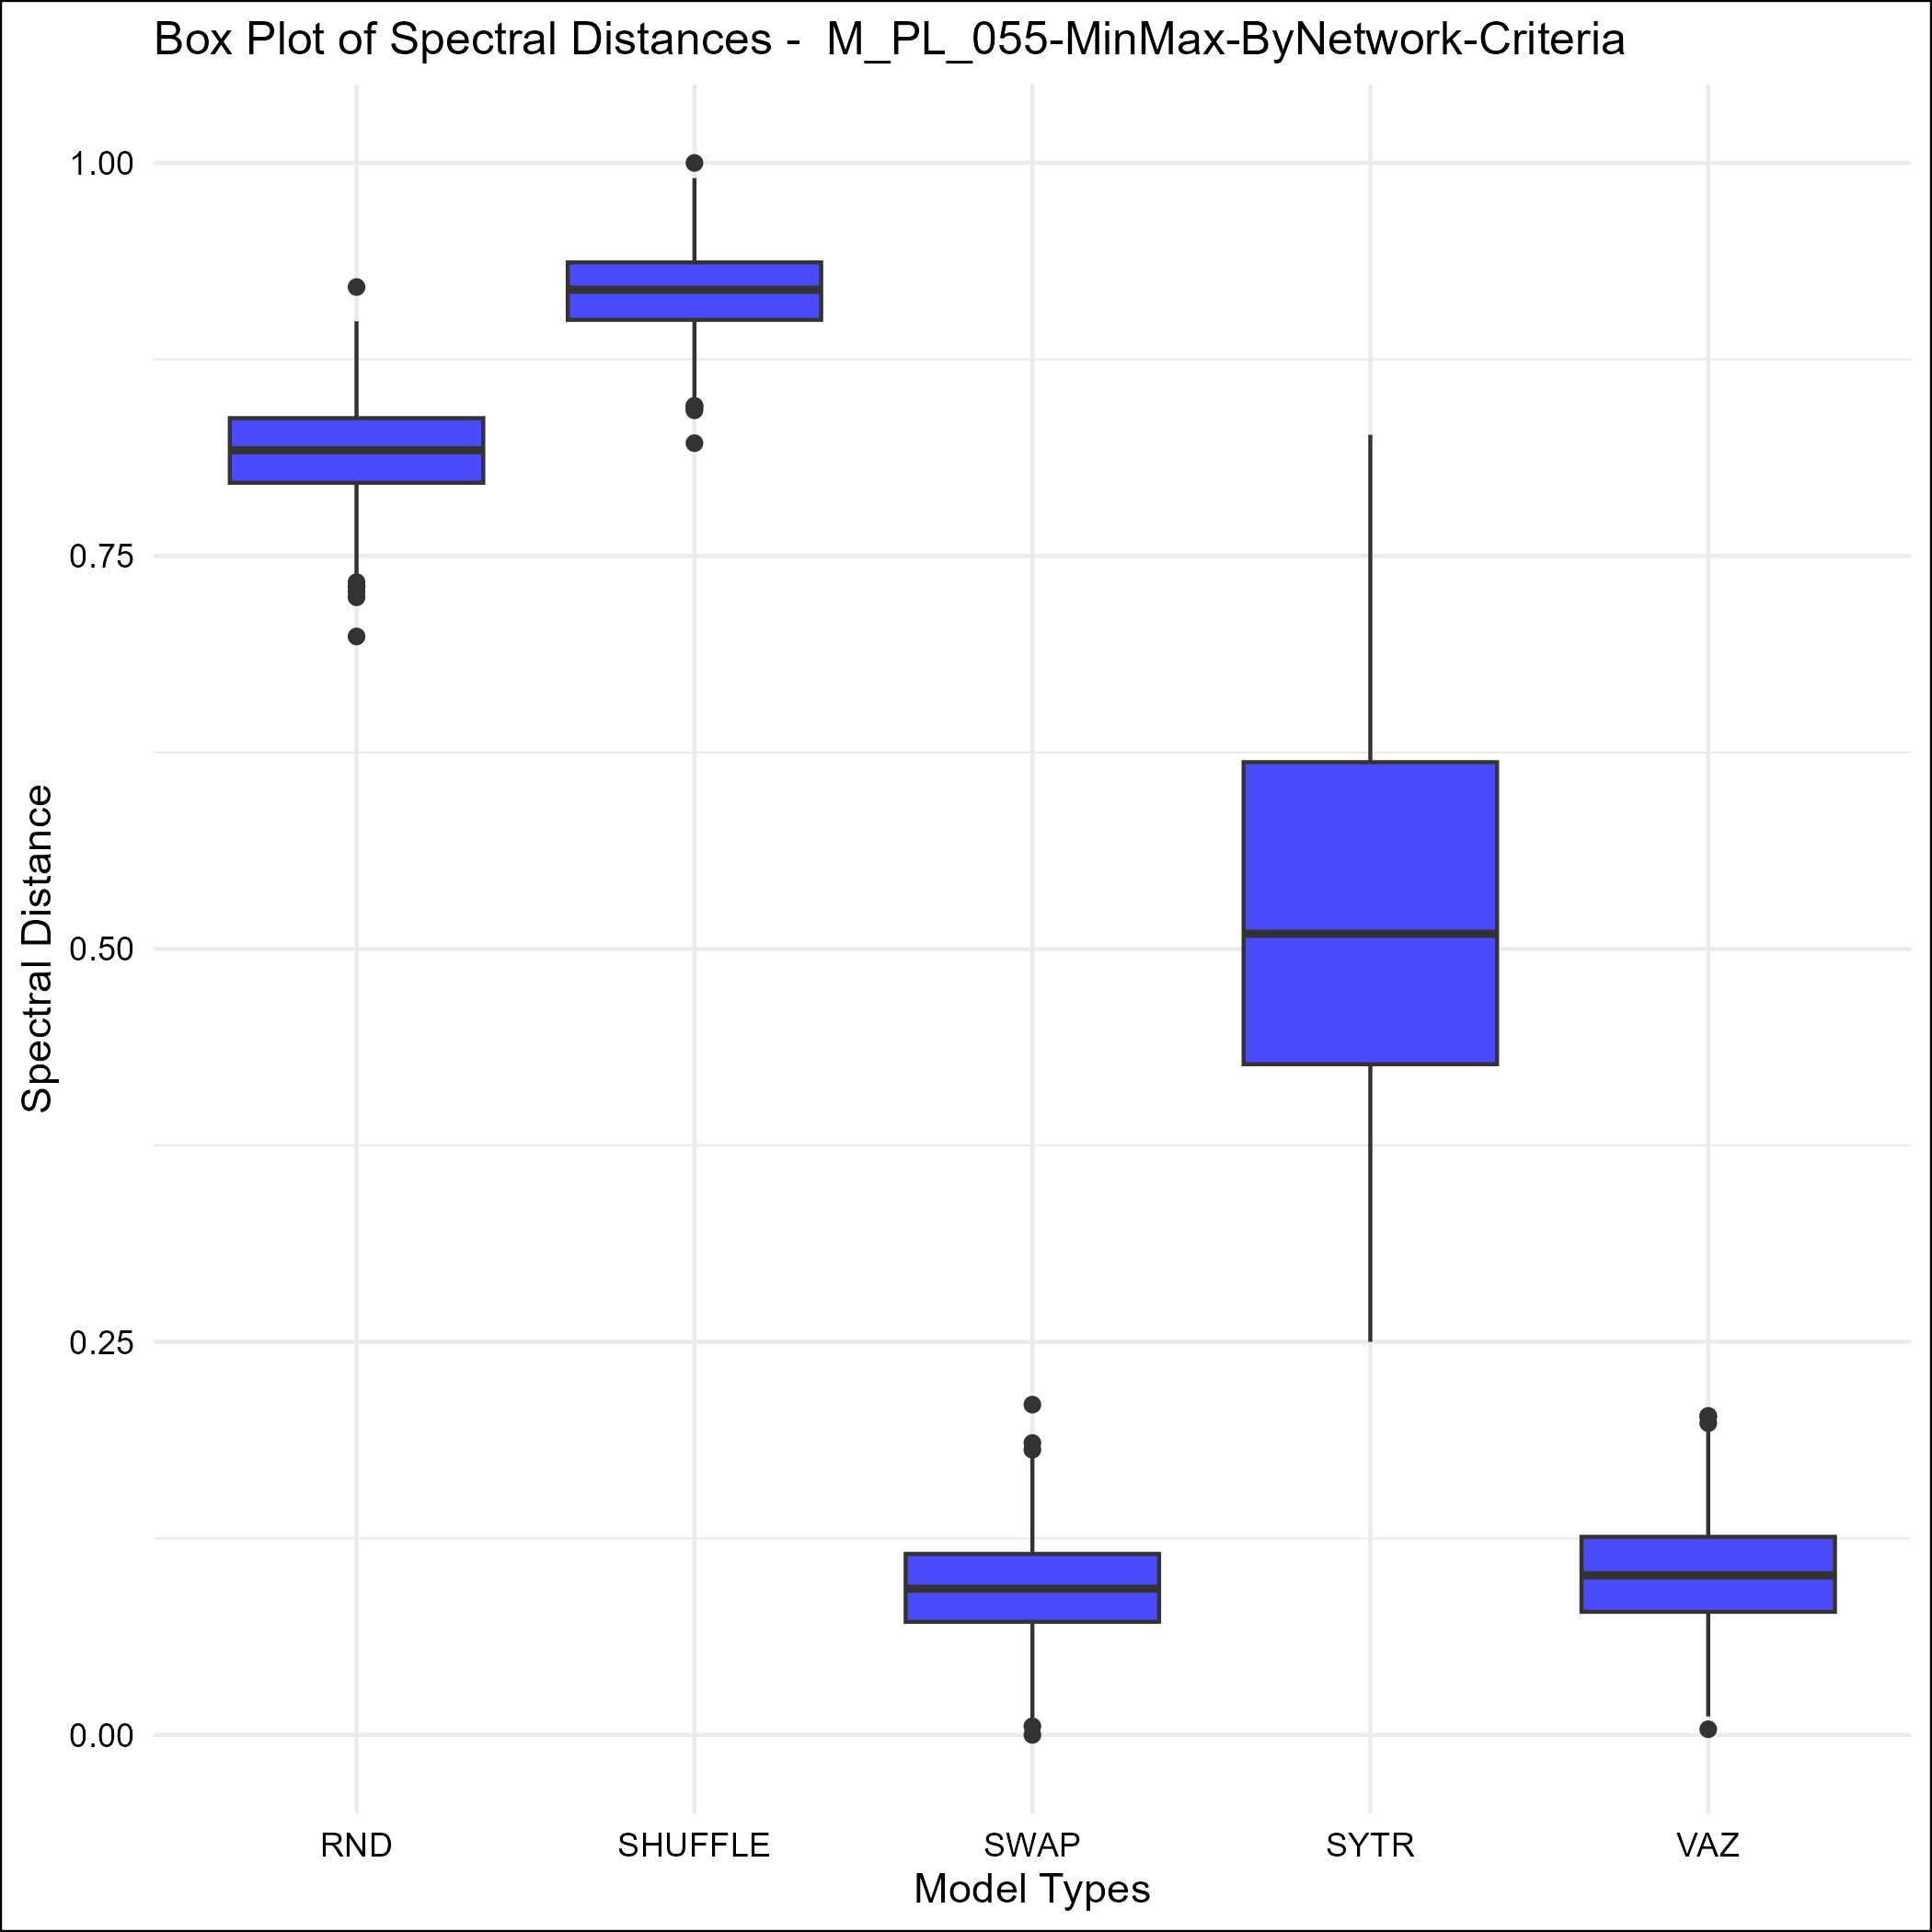 Box Plot of Spectral Distances -  M_PL_055-MinMax-ByNetwork-Criteria
Spectral Distance
1.00
0.75
0.50
0.25
0.00
RND SHUFFLE SWAP SYTR VAZ
Model Types